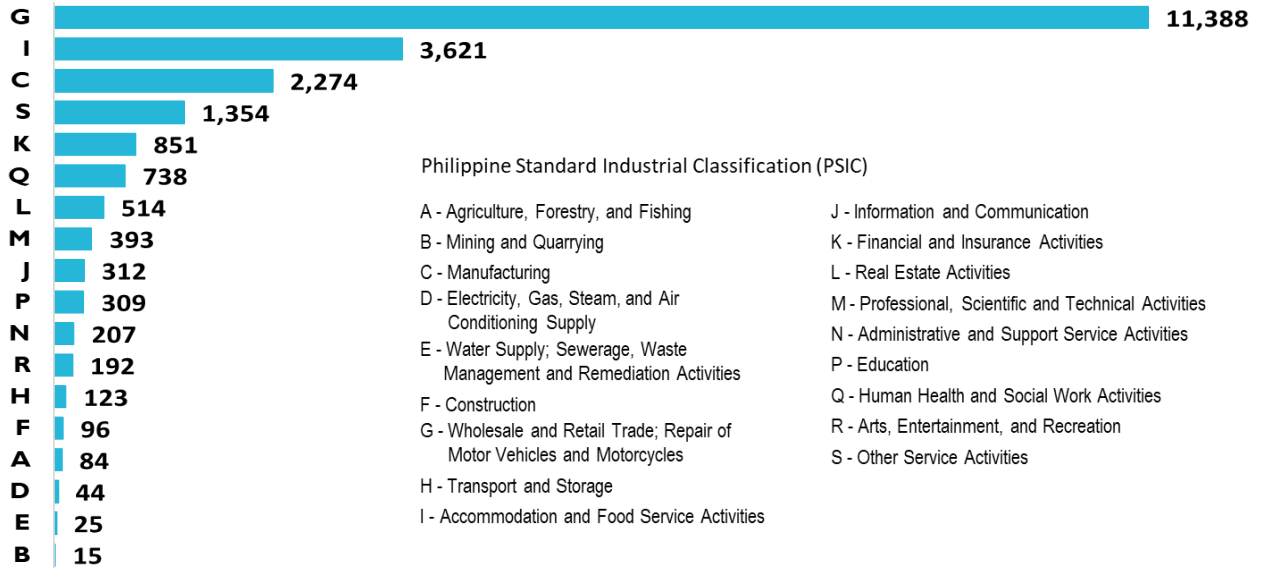 G 11,388
I 3,621
C 2,274
S 1,354
K 851
Q 738
L 514
M 393
J 312
P 309
N 207
R 192
H 123
F 96
A 84
D 44
E 25
B 15
Philippine Standard Industrial Classification (PSIC)
A - Agriculture, Forestry, and Fishing
B - Mining and Quarrying
C - Manufacturing
D - Electricity, Gas, Steam, and Air
Conditioning Supply
E - Water Supply; Sewerage, Waste
Management and Remediation Activities
F - Construction
G - Wholesale and Retail Trade; Repair of
Motor Vehicles and Motorcycles
H - Transport and Storage
I - Accommodation and Food Service Activities
J - Information and Communication
K - Financial and Insurance Activities
L - Real Estate Activities
M - Professional, Scientific and Technical Activities
N - Administrative and Support Service Activities
P - Education
Q - Human Health and Social Work Activities
R - Arts, Entertainment, and Recreation
S - Other Service Activities